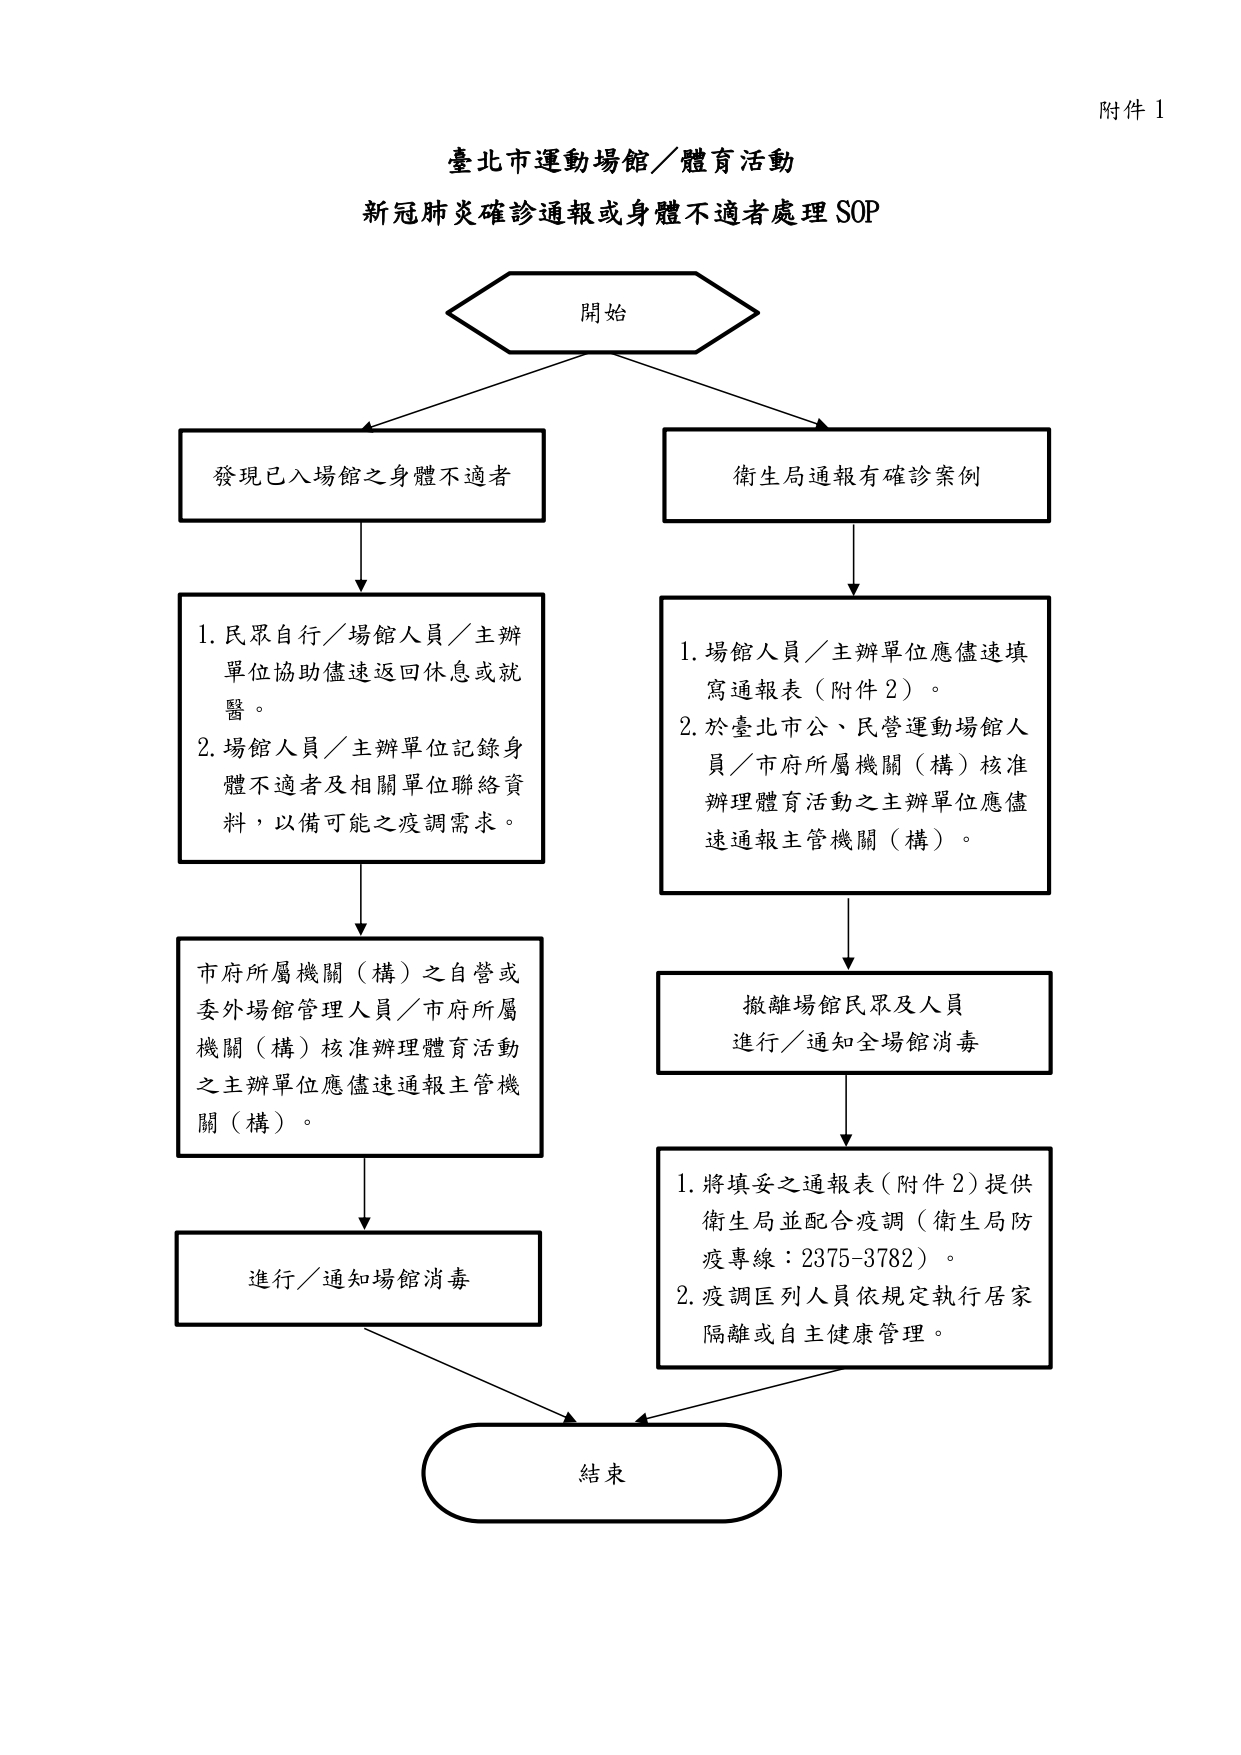 附件 1
臺北市運動場館／體育活動
新冠肺炎確診通報或身體不適者處理 SOP
開始
發現已入場館之身體不適者
1. 民眾自行／場館人員／主辦
單位協助儘速返回休息或就
醫。
2. 場館人員／主辦單位記錄身
體不適者及相關單位聯絡資
料，以備可能之疫調需求。
市府所屬機關（構）之自營或
委外場館管理人員／市府所屬
機關（構）核准辦理體育活動
之主辦單位應儘速通報主管機
關（構）。
進行／通知場館消毒
衛生局通報有確診案例
1. 場館人員／主辦單位應儘速填
寫通報表（附件 2）。
2. 於臺北市公、民營運動場館人
員／市府所屬機關（構）核准
辦理體育活動之主辦單位應儘
速通報主管機關（構）。
撤離場館民眾及人員
進行／通知全場館消毒
1. 將填妥之通報表（附件 2）提供
衛生局並配合疫調（衛生局防
疫專線：2375-3782）。
2. 疫調匡列人員依規定執行居家
隔離或自主健康管理。
結束